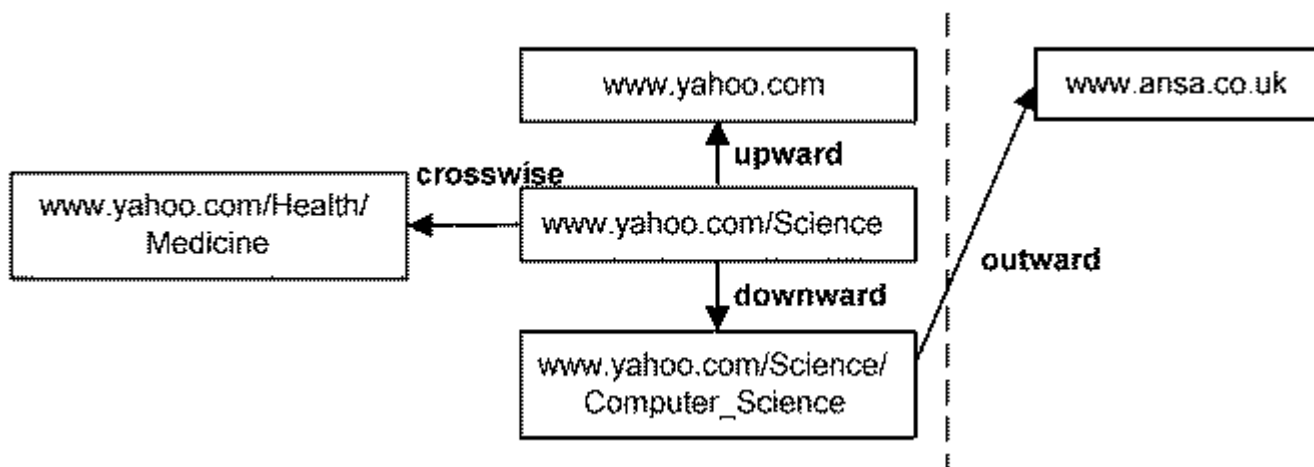 www.yahoo.com
www.ansa.co.uk
upward
crosswise
www.yahoo.com/Health/
Medicine
www.yahoo.com/Science
outward
downward
www.yahoo.com/Science/
Computer_Science